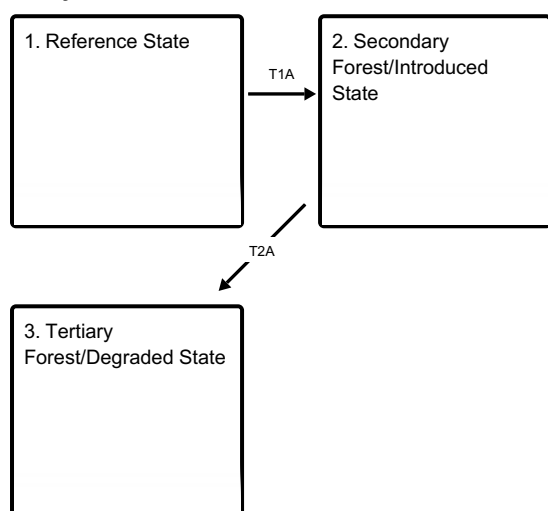 1. Reference State
T1A
2. Secondary
Forest/Introduced
State
T2A
3. Tertiary
Forest/Degraded State